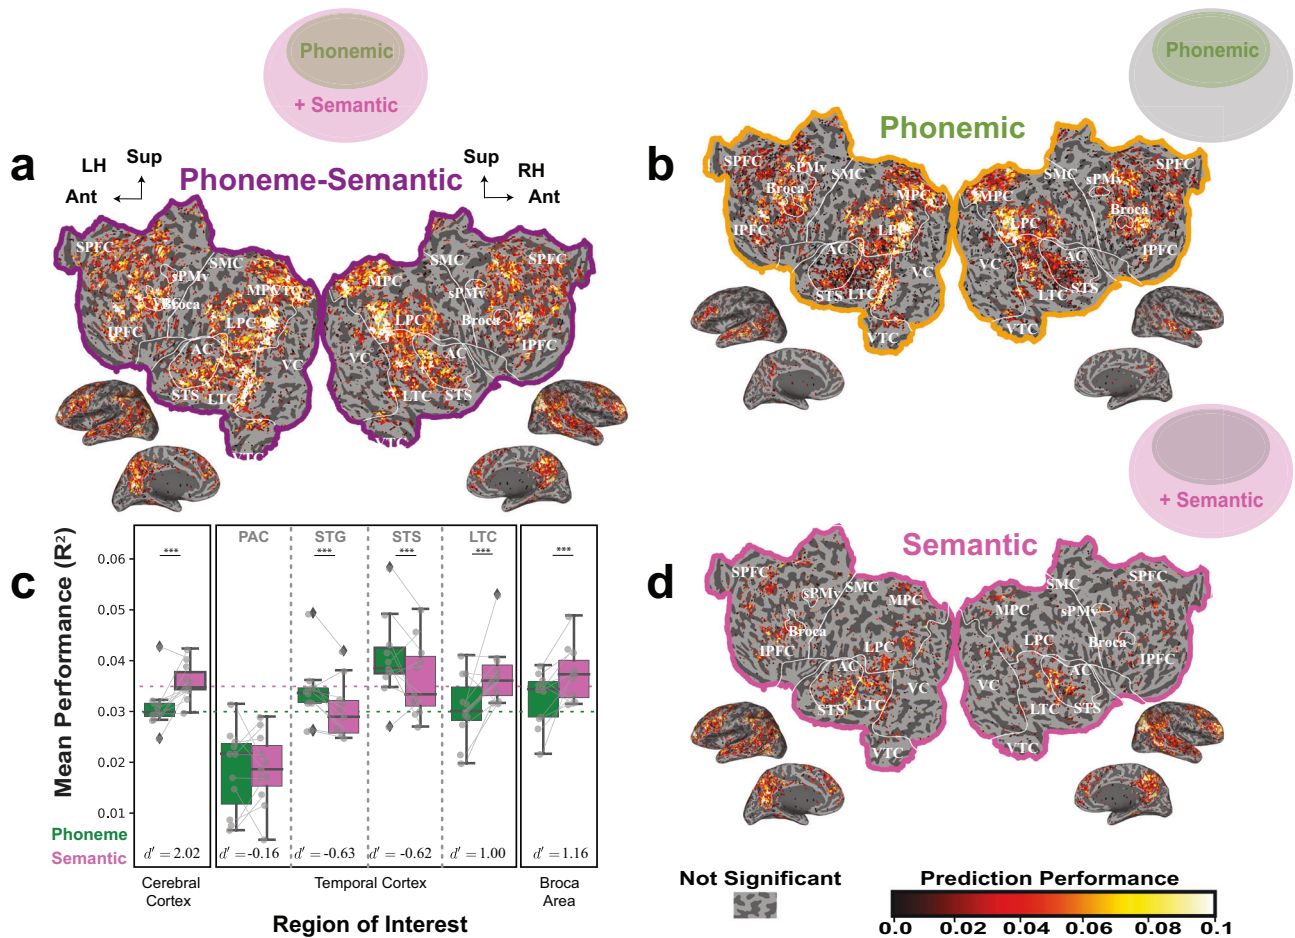 Phonemic
+ Semantic
a
LH
Sup
Ant
Phoneme-Semantic
Sup
RH
Ant
SPFC
SMC
sPMv
Broca
IPFC
MPC
LPC
AC
VC
STS
LTC
MPC
SMC
SPFC
sPMv
Broca
LPC
AC
IPFC
VC
LTC
STS
b
Phonemic
Phonemic
SPFC
sPMv
SMC
Broca
MPC
IPFC
LPC
AC
VC
STS
LTC
VTC
SMC
SPFC
sPMv
MPC
Broca
LPC
IPFC
AC
VC
LTC
STS
VTC
+ Semantic
c
Mean Performance (R²)
0.06
0.05
0.04
0.03
0.02
0.01
PAC
STG
STS
LTC
***
***
***
***
***
Phoneme
Semantic
d′ = 2.02
d′ = -0.16
d′ = -0.63
d′ = -0.62
d′ = 1.00
d′ = 1.16
Cerebral
Cortex
Temporal Cortex
Broca
Area
Region of Interest
d
Semantic
SPFC
sPMv
SMC
MPC
Broca
IPFC
LPC
AC
VC
STS
LTC
VTC
SMC
SPFC
MPC
sPMv
LPC
Broca
AC
IPFC
VC
LTC
STS
VTC
Not Significant
Prediction Performance
0.0 0.02 0.04 0.06 0.08 0.1